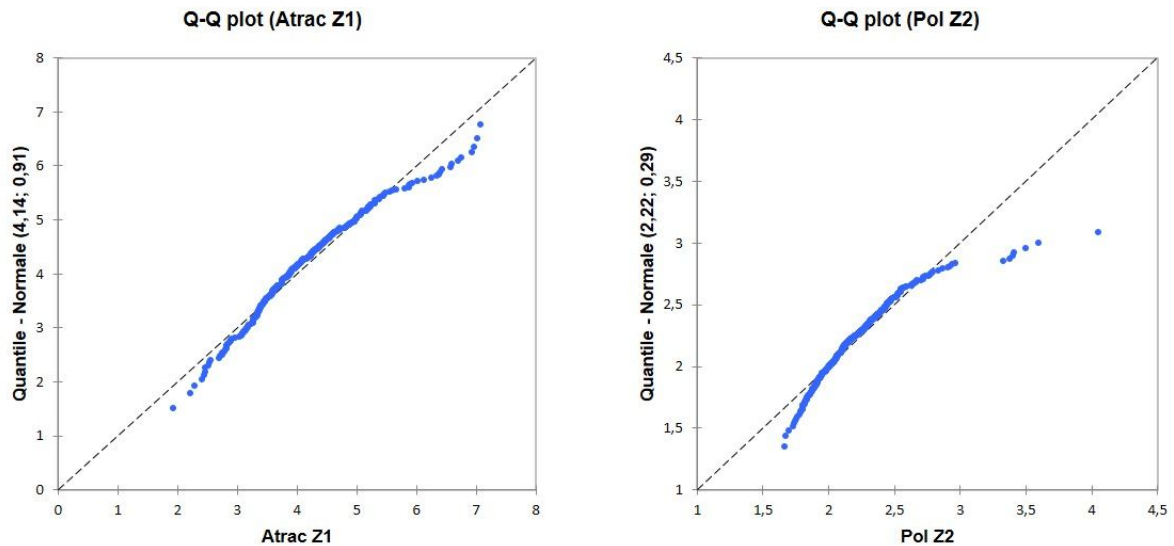 Q-Q plot (Atrac Z1)
8
7
6
5
4
3
2
1
0
Quantile - Normale (4,14; 0,91)
0 1 2 3 4 5 6 7 8
Atrac Z1
Q-Q plot (Pol Z2)
4,5
4
3,5
3
2,5
2
1,5
1
Quantile - Normale (2,22; 0,29)
1 1,5 2 2,5 3 3,5 4 4,5
Pol Z2